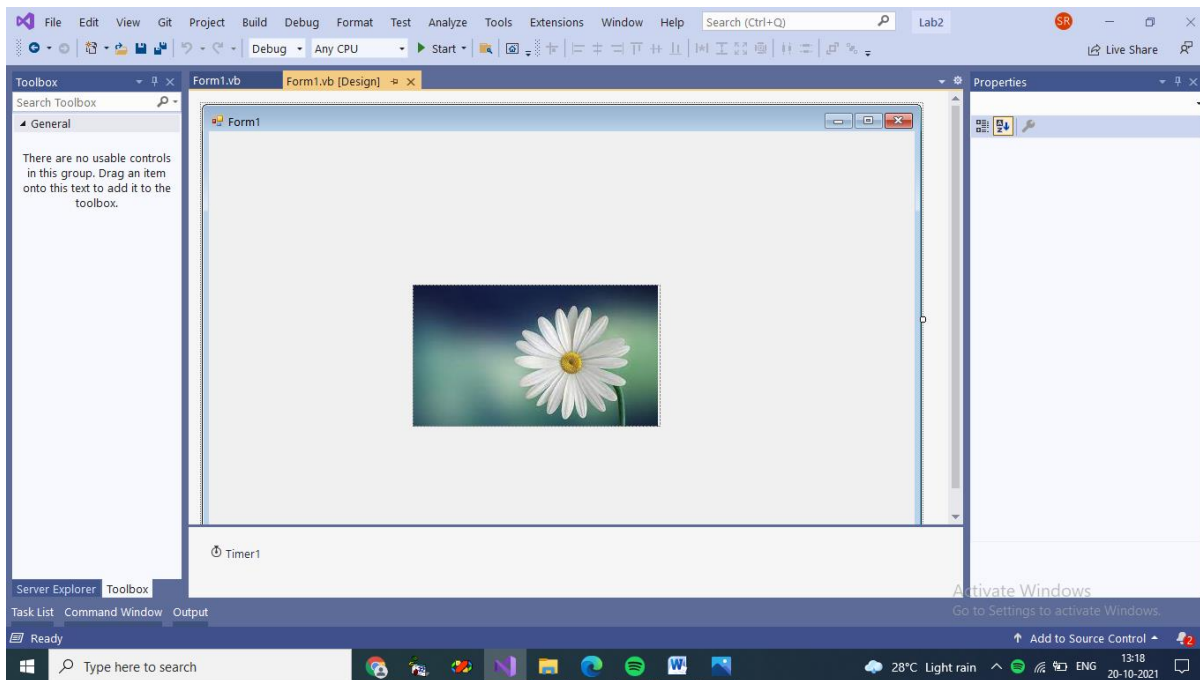 File Edit View Git Project Build Debug Format Test Analyze Tools Extensions Window Help Search (Ctrl+Q) Lab2 SR
Debug Any CPU Start Live Share
Toolbox Form1.vb Form1.vb [Design] Properties
Search Toolbox
General
Form1
There are no usable controls
in this group. Drag an item
onto this text to add it to the
toolbox.
Timer1
Server Explorer Toolbox
Activate Windows
Go to Settings to activate Windows.
Task List Command Window Output
Ready Add to Source Control 2
Type here to search 28°C Light rain ENG 13:18
20-10-2021